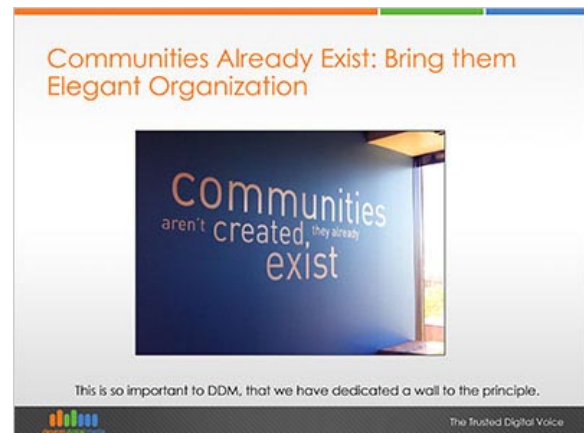 Communities Already Exist: Bring them
Elegant Organization
communities
aren't created, they already
exist
This is so important to DDM, that we have dedicated a wall to the principle.
The Trusted Digital Voice